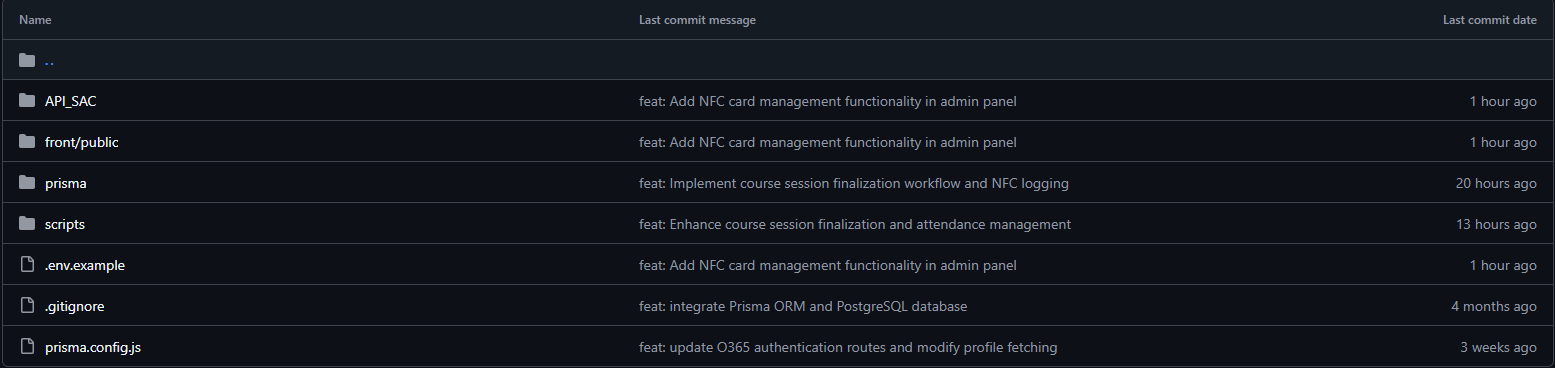 Name Last commit message Last commit date
..
API_SAC feat: Add NFC card management functionality in admin panel 1 hour ago
front/public feat: Add NFC card management functionality in admin panel 1 hour ago
prisma feat: Implement course session finalization workflow and NFC logging 20 hours ago
scripts feat: Enhance course session finalization and attendance management 13 hours ago
.env.example feat: Add NFC card management functionality in admin panel 1 hour ago
.gitignore feat: integrate Prisma ORM and PostgreSQL database 4 months ago
prisma.config.js feat: update O365 authentication routes and modify profile fetching 3 weeks ago